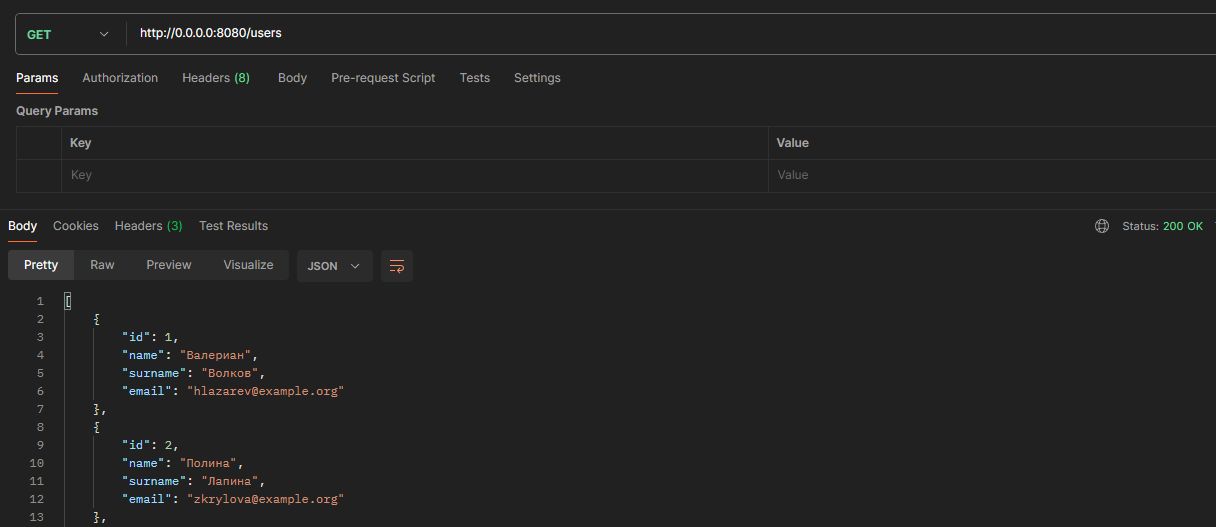 GET http://0.0.0.0:8080/users
Params Authorization Headers (8) Body Pre-request Script Tests Settings
Query Params
Key Value
Key Value
Body Cookies Headers (3) Test Results Status: 200 OK
Pretty Raw Preview Visualize JSON
1 [
2 {
3 "id": 1,
4 "name": "Валериан",
5 "surname": "Волков",
6 "email": "hlazarev@example.org"
7 },
8 {
9 "id": 2,
10 "name": "Полина",
11 "surname": "Лапина",
12 "email": "zkrylova@example.org"
13 },